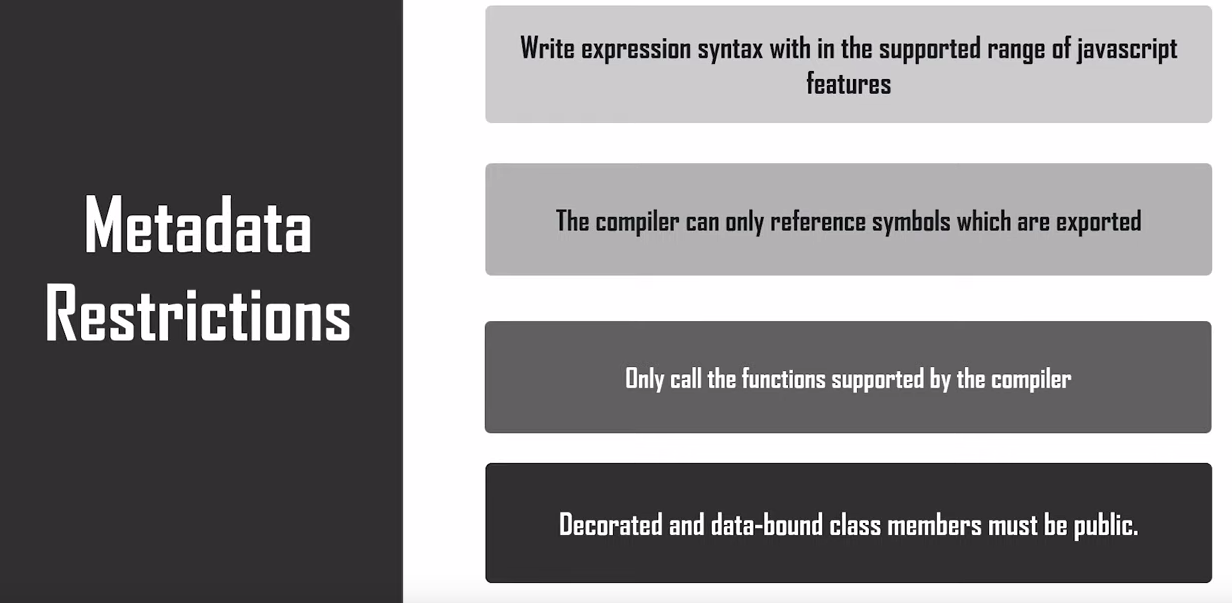 Metadata
Restrictions
Write expression syntax with in the supported range of javascript
features
The compiler can only reference symbols which are exported
Only call the functions supported by the compiler
Decorated and data-bound class members must be public.